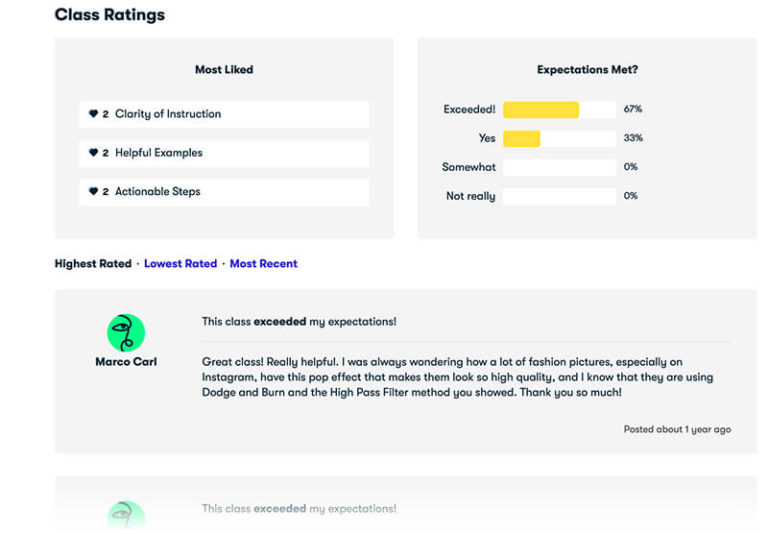 Class Ratings
Most Liked
2 Clarity of Instruction
2 Helpful Examples
2 Actionable Steps
Expectations Met?
Exceeded! 67%
Yes 33%
Somewhat 0%
Not really 0%
Highest Rated · Lowest Rated · Most Recent
Marco Carl
This class exceeded my expectations!
Great class! Really helpful. I was always wondering how a lot of fashion pictures, especially on
Instagram, have this pop effect that makes them look so high quality, and I know that they are using
Dodge and Burn and the High Pass Filter method you showed. Thank you so much!
Posted about 1 year ago
This class exceeded my expectations!